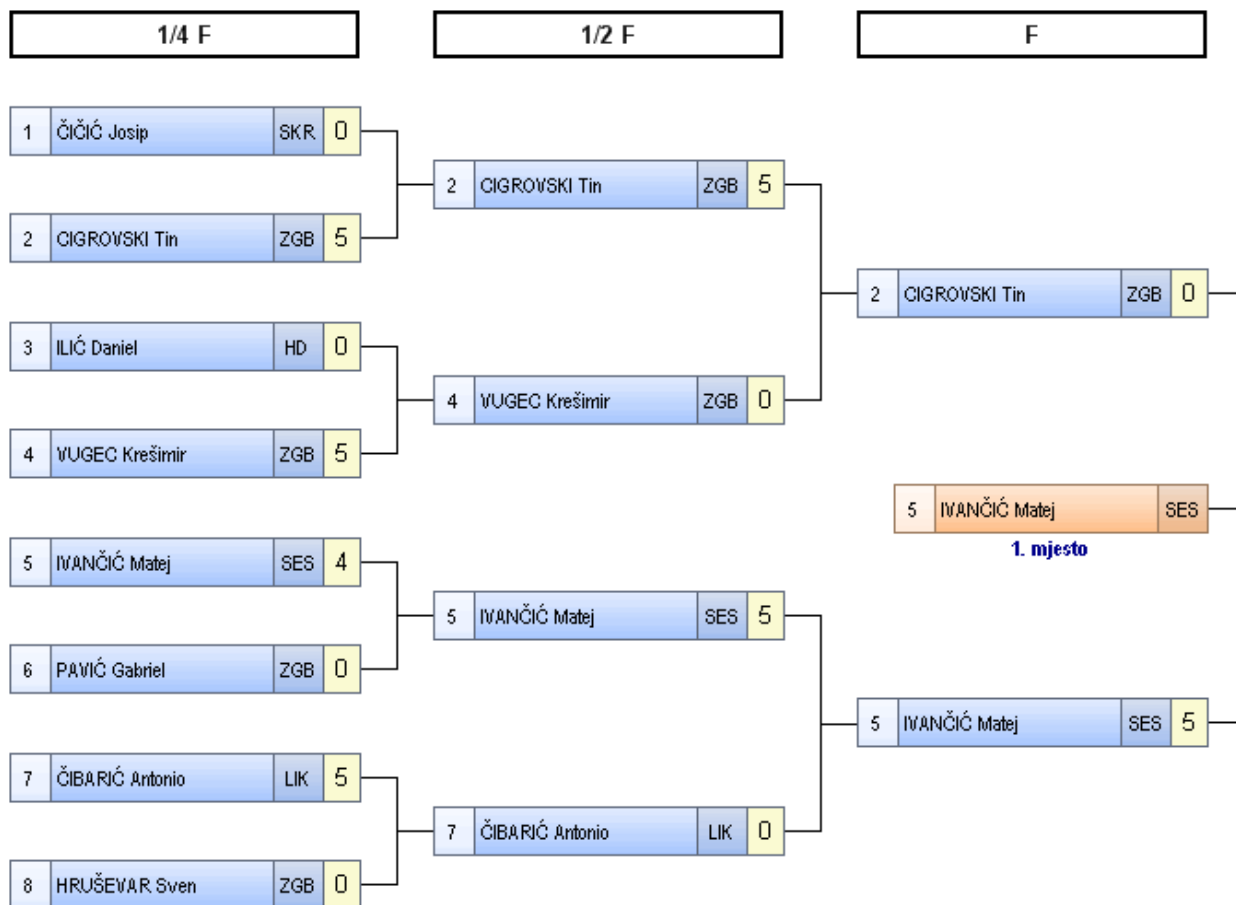 1/4 F 1/2 F F
1 ČIČIĆ Josip SKR 0
2 CIGROVSKI Tin ZGB 5
2 CIGROVSKI Tin ZGB 5
2 CIGROVSKI Tin ZGB 0
3 ILIĆ Daniel HD 0
4 VUGEC Krešimir ZGB 0
4 VUGEC Krešimir ZGB 5
5 IVANČIĆ Matej SES
1. mjesto
5 IVANČIĆ Matej SES 4
5 IVANČIĆ Matej SES 5
6 PAVIĆ Gabriel ZGB 0
5 IVANČIĆ Matej SES 5
7 ČIBARIĆ Antonio LIK 5
7 ČIBARIĆ Antonio LIK 0
8 HRUŠEVAR Sven ZGB 0